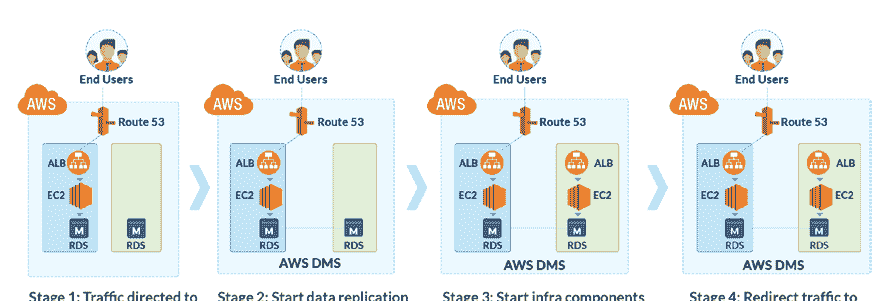 End Users
AWS
Route 53
ALB
EC2
RDS
RDS
Stage 1: Traffic directed to
End Users
AWS
Route 53
ALB
EC2
RDS
RDS
AWS DMS
Stage 2: Start data replication
End Users
AWS
Route 53
ALB
ALB
EC2
EC2
M
M
RDS
RDS
AWS DMS
Stage 3: Start infra components
End Users
AWS
Route 53
ALB
ALB
EC2
EC2
M
M
RDS
RDS
AWS DMS
Stage 4: Redirect traffic to